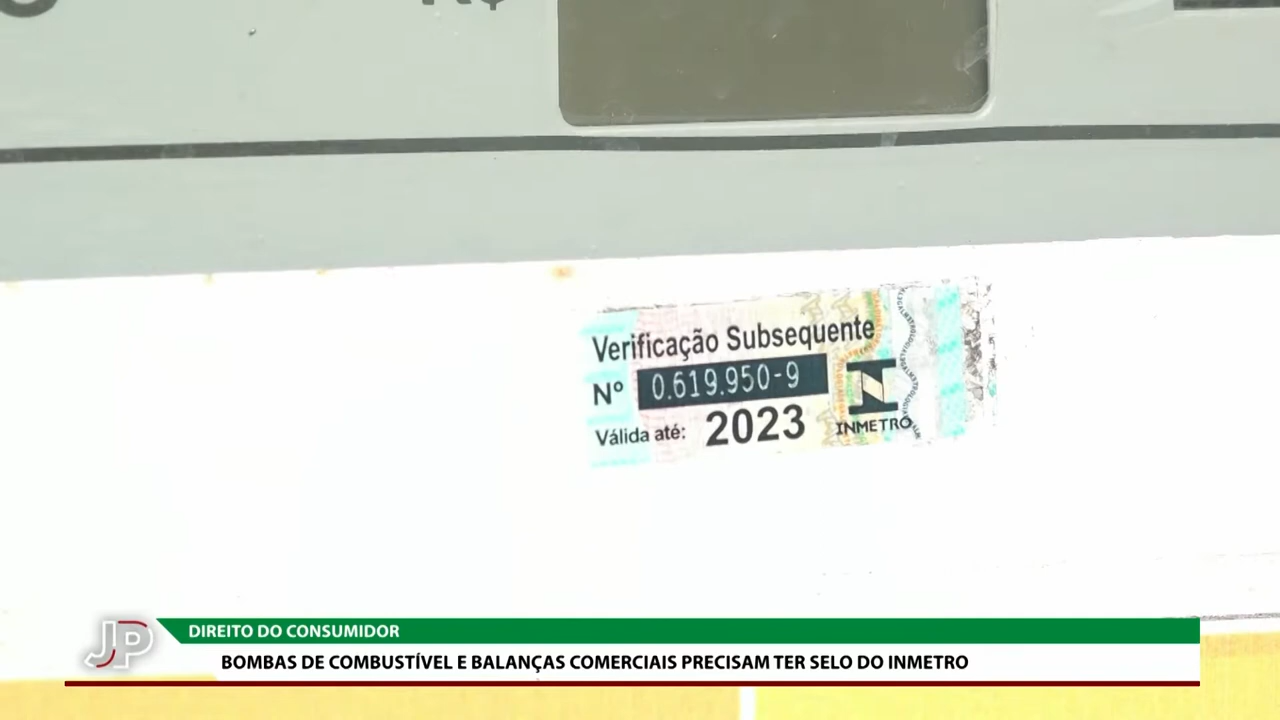 R$
Verificação Subsequente
Nº 0.619.950-9
Válida até: 2023
INMETRO
JP
DIREITO DO CONSUMIDOR
BOMBAS DE COMBUSTÍVEL E BALANÇAS COMERCIAIS PRECISAM TER SELO DO INMETRO